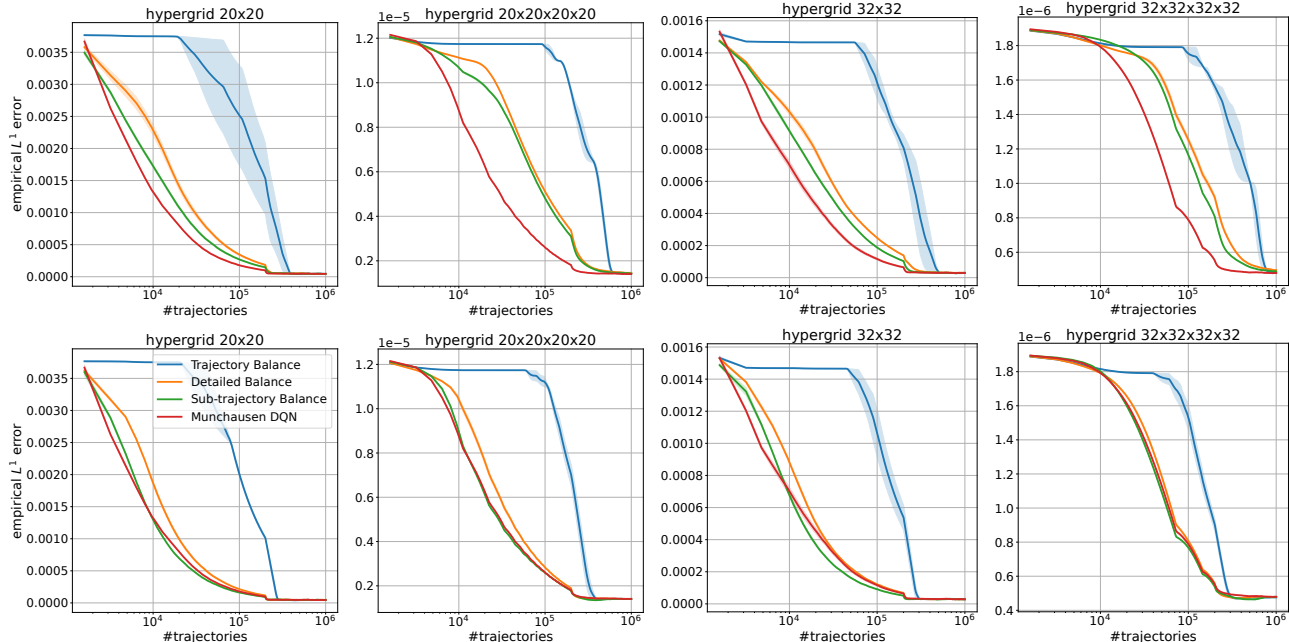 hypergrid 20x20
hypergrid 20x20x20x20
hypergrid 32x32
hypergrid 32x32x32x32
empirical L¹ error
0.0035
0.0030
0.0025
0.0020
0.0015
0.0010
0.0005
0.0000
10⁴ 10⁵ 10⁶
#trajectories
1e−5
1.2
1.0
0.8
0.6
0.4
0.2
10⁴ 10⁵ 10⁶
#trajectories
0.0016
0.0014
0.0012
0.0010
0.0008
0.0006
0.0004
0.0002
0.0000
10⁴ 10⁵ 10⁶
#trajectories
1e−6
1.8
1.6
1.4
1.2
1.0
0.8
0.6
10⁴ 10⁵ 10⁶
#trajectories
hypergrid 20x20
hypergrid 20x20x20x20
hypergrid 32x32
hypergrid 32x32x32x32
empirical L¹ error
0.0035
0.0030
0.0025
0.0020
0.0015
0.0010
0.0005
0.0000
Trajectory Balance
Detailed Balance
Sub-trajectory Balance
Munchausen DQN
10⁴ 10⁵ 10⁶
#trajectories
1e−5
1.2
1.0
0.8
0.6
0.4
0.2
10⁴ 10⁵ 10⁶
#trajectories
0.0016
0.0014
0.0012
0.0010
0.0008
0.0006
0.0004
0.0002
0.0000
10⁴ 10⁵ 10⁶
#trajectories
1e−6
1.8
1.6
1.4
1.2
1.0
0.8
0.6
0.4
10⁴ 10⁵ 10⁶
#trajectories